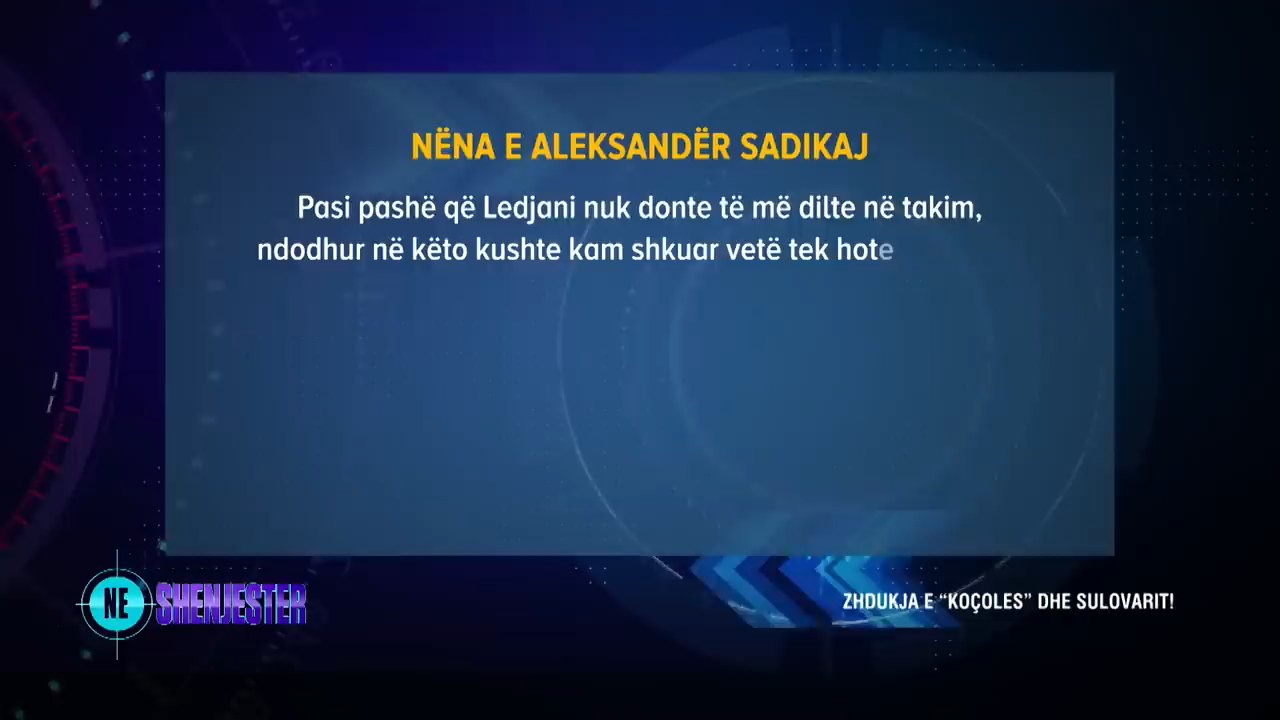 NËNA E ALEKSANDËR SADIKAJ
Pasi pashë që Ledjani nuk donte të më dilte në takim,
ndodhur në këto kushte kam shkuar vetë tek hote
NE SHENJESTER
ZHDUKJA E “KOÇOLES” DHE SULOVARIT!